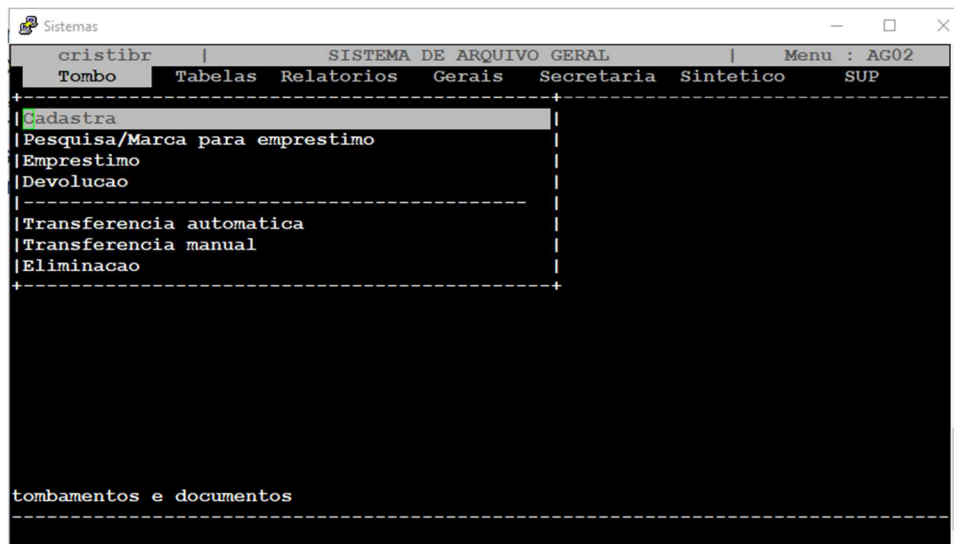 Sistemas
cristibr | SISTEMA DE ARQUIVO GERAL | Menu : AG02
Tombo Tabelas Relatorios Gerais Secretaria Sintetico SUP
Cadastra
Pesquisa/Marca para emprestimo
Emprestimo
Devolucao
Transferencia automatica
Transferencia manual
Eliminacao
tombamentos e documentos